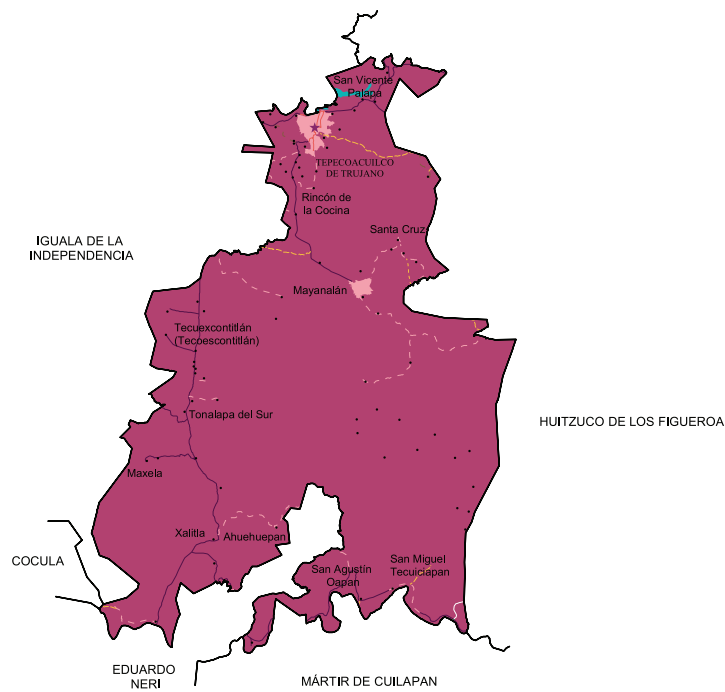 San Vicente
Palapa
TEPECOACUILCO
DE TRUJANO
Rincón de
la Cocina
Santa Cruz
IGUALA DE LA
INDEPENDENCIA
Mayanalán
Tecuexcontitlán
(Tecoescontitlán)
Tonalapa del Sur
HUITZUCO DE LOS FIGUEROA
Maxela
Xalitla
Ahuehuepan
COCULA
San Agustín
Oapan
San Miguel
Tecuiciapan
EDUARDO
NERI
MÁRTIR DE CUILAPAN